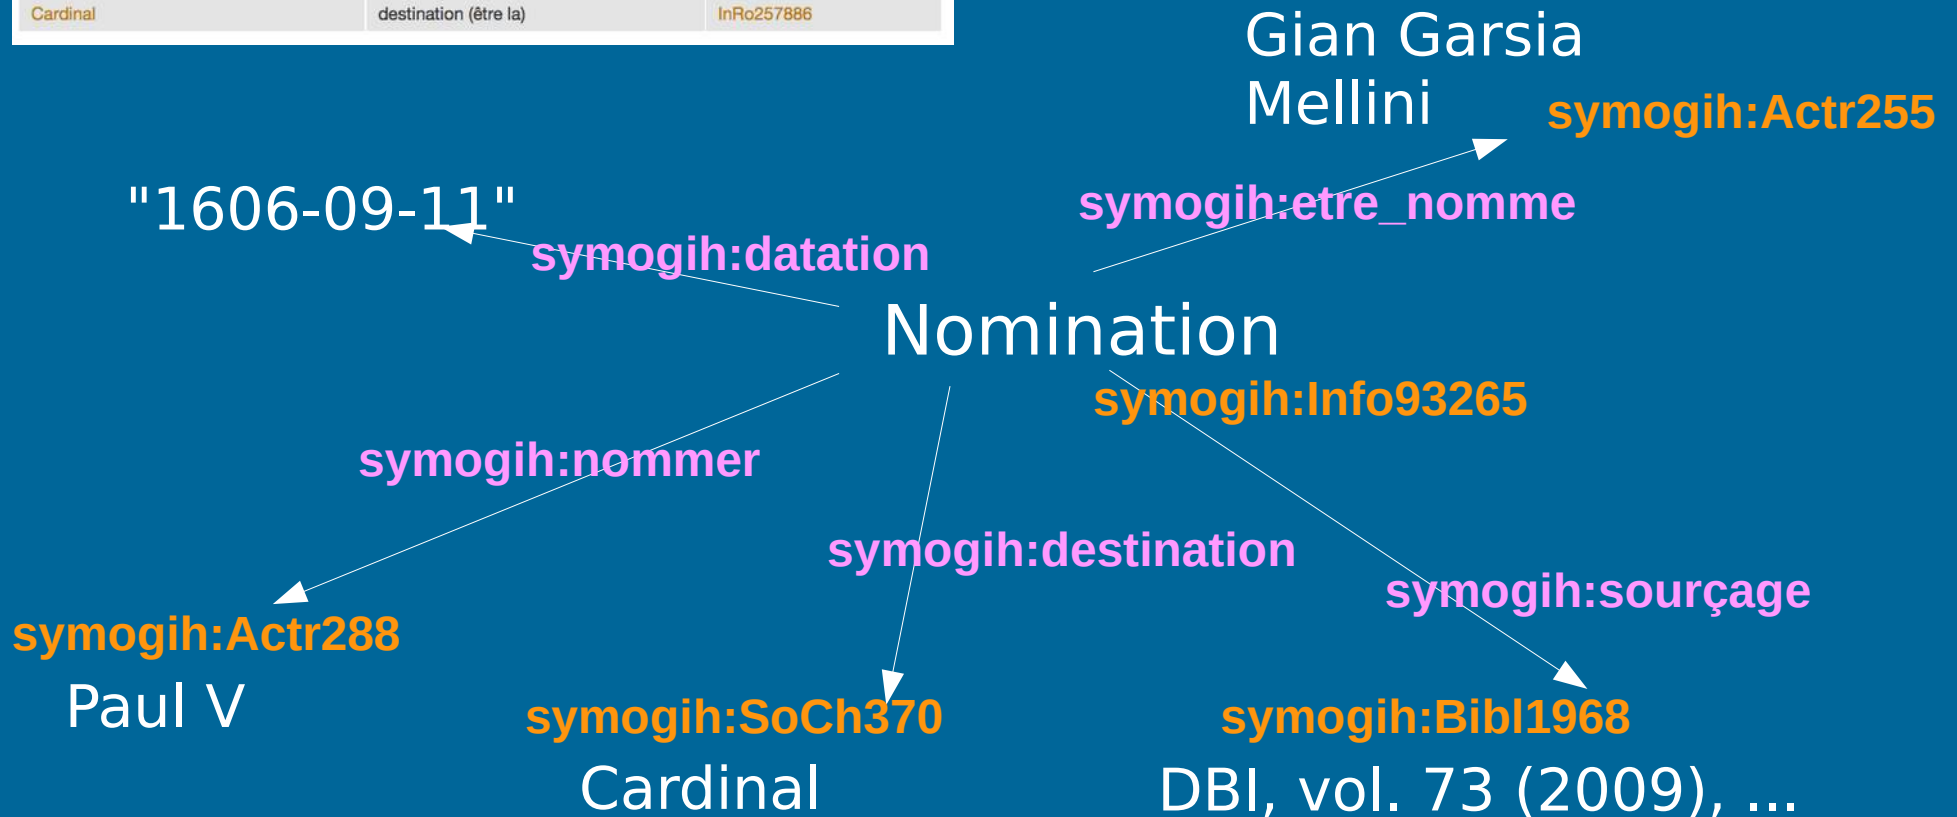 Cardinal destination (être la) InRo257886
Gian Garsia
Mellini
symogih:Actr255
"1606-09-11"
symogih:etre_nomme
symogih:datation
Nomination
symogih:Info93265
symogih:nommer
symogih:destination
symogih:sourçage
symogih:Actr288
Paul V
symogih:SoCh370
symogih:Bibl1968
Cardinal
DBI, vol. 73 (2009), ...